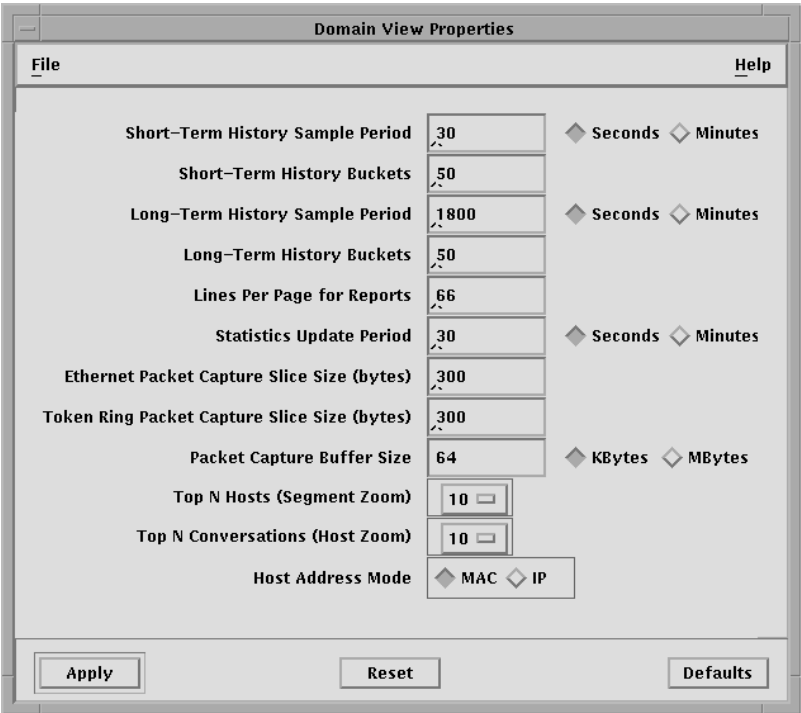 Domain View Properties
File Help
Short-Term History Sample Period 30 Seconds Minutes
Short-Term History Buckets 50
Long-Term History Sample Period 1800 Seconds Minutes
Long-Term History Buckets 50
Lines Per Page for Reports 66
Statistics Update Period 30 Seconds Minutes
Ethernet Packet Capture Slice Size (bytes) 300
Token Ring Packet Capture Slice Size (bytes) 300
Packet Capture Buffer Size 64 KBytes MBytes
Top N Hosts (Segment Zoom) 10
Top N Conversations (Host Zoom) 10
Host Address Mode MAC IP
Apply Reset Defaults